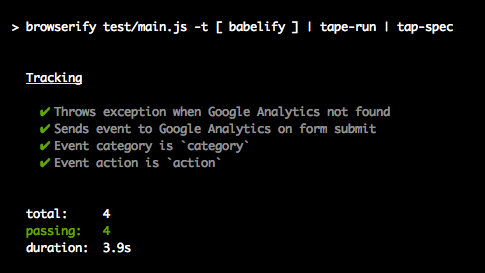 > browserify test/main.js -t [ babelify ] | tape-run | tap-spec
Tracking
✔ Throws exception when Google Analytics not found
✔ Sends event to Google Analytics on form submit
✔ Event category is `category`
✔ Event action is `action`
total: 4
passing: 4
duration: 3.9s